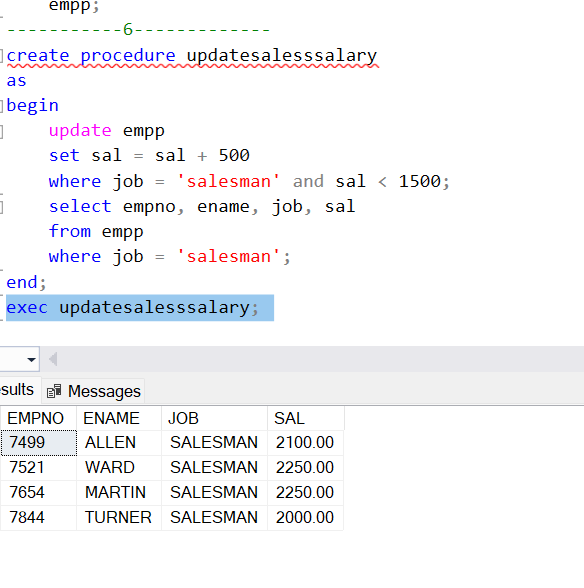 empp;
-----------6-------------
create procedure updatesalesssalary
as
begin
update empp
set sal = sal + 500
where job = 'salesman' and sal < 1500;
select empno, ename, job, sal
from empp
where job = 'salesman';
end;
exec updatesalesssalary;
sults Messages
EMPNO ENAME JOB SAL
7499 ALLEN SALESMAN 2100.00
7521 WARD SALESMAN 2250.00
7654 MARTIN SALESMAN 2250.00
7844 TURNER SALESMAN 2000.00